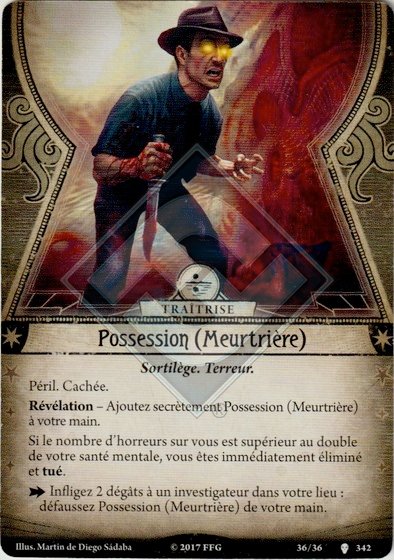 TRAÎTRISE
Possession (Meurtrière)
Sortilège. Terreur.
Péril. Cachée.
Révélation – Ajoutez secrètement Possession (Meurtrière)
à votre main.
Si le nombre d'horreurs sur vous est supérieur au double
de votre santé mentale, vous êtes immédiatement éliminé
et tué.
Infligez 2 dégâts à un investigateur dans votre lieu :
défaussez Possession (Meurtrière) de votre main.
Illus. Martin de Diego Sádaba © 2017 FFG 36/36 342